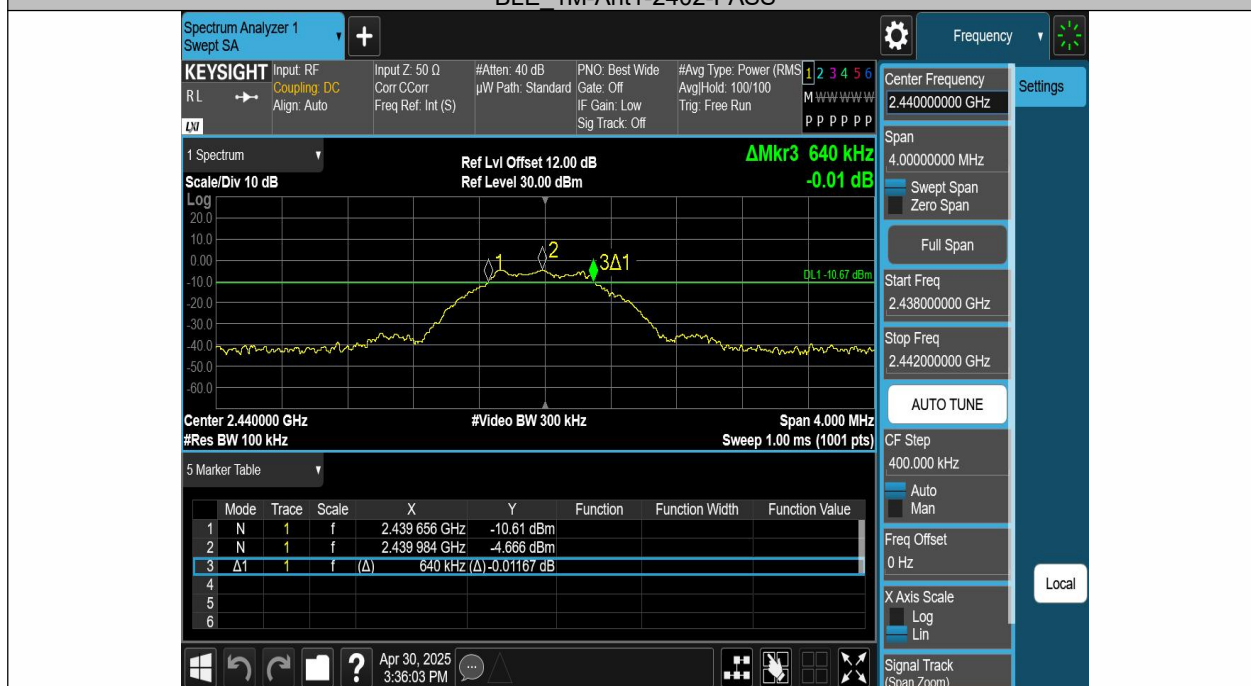 BLE_1M-Ant1-2402-PASS
Spectrum Analyzer 1
Swept SA
+
Frequency
KEYSIGHT
RL
LXI
Input: RF
Coupling: DC
Align: Auto
Input Z: 50 Ω
Corr CCorr
Freq Ref: Int (S)
#Atten: 40 dB
µW Path: Standard
PNO: Best Wide
Gate: Off
IF Gain: Low
Sig Track: Off
#Avg Type: Power (RMS
Avg|Hold: 100/100
Trig: Free Run
1 2 3 4 5 6
M W W W W W
P P P P P P
1 Spectrum
Scale/Div 10 dB
Ref Lvl Offset 12.00 dB
Ref Level 30.00 dBm
ΔMkr3 640 kHz
-0.01 dB
Log
20.0
10.0
0.00
-10.0
-20.0
-30.0
-40.0
-50.0
-60.0
1
2
3Δ1
DL1 -10.67 dBm
Center 2.440000 GHz
#Video BW 300 kHz
Span 4.000 MHz
#Res BW 100 kHz
Sweep 1.00 ms (1001 pts)
5 Marker Table
Mode Trace Scale X Y Function Function Width Function Value
1 N 1 f 2.439 656 GHz -10.61 dBm
2 N 1 f 2.439 984 GHz -4.666 dBm
3 Δ1 1 f (Δ) 640 kHz (Δ) -0.01167 dB
4
5
6
?
Apr 30, 2025
3:36:03 PM
Center Frequency
2.440000000 GHz
Settings
Span
4.00000000 MHz
Swept Span
Zero Span
Full Span
Start Freq
2.438000000 GHz
Stop Freq
2.442000000 GHz
AUTO TUNE
CF Step
400.000 kHz
Auto
Man
Freq Offset
0 Hz
X Axis Scale
Log
Lin
Local
Signal Track
(Span Zoom)